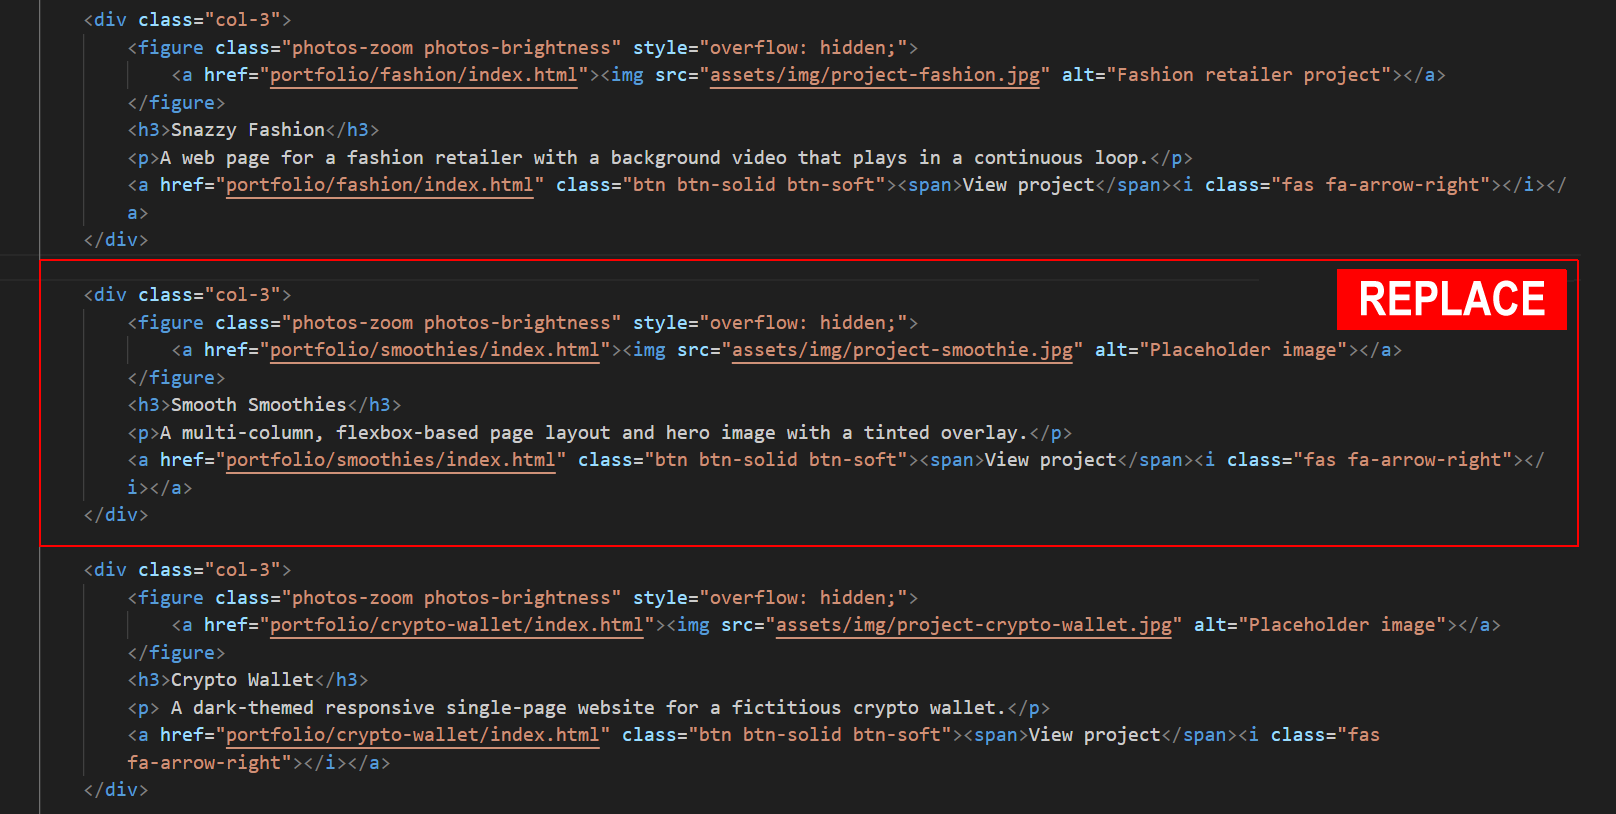 <div class="col-3">
<figure class="photos-zoom photos-brightness" style="overflow: hidden;">
<a href="portfolio/fashion/index.html"><img src="assets/img/project-fashion.jpg" alt="Fashion retailer project"></a>
</figure>
<h3>Snazzy Fashion</h3>
<p>A web page for a fashion retailer with a background video that plays in a continuous loop.</p>
<a href="portfolio/fashion/index.html" class="btn btn-solid btn-soft"><span>View project</span><i class="fas fa-arrow-right"></i></
a>
</div>
REPLACE
<div class="col-3">
<figure class="photos-zoom photos-brightness" style="overflow: hidden;">
<a href="portfolio/smoothies/index.html"><img src="assets/img/project-smoothie.jpg" alt="Placeholder image"></a>
</figure>
<h3>Smooth Smoothies</h3>
<p>A multi-column, flexbox-based page layout and hero image with a tinted overlay.</p>
<a href="portfolio/smoothies/index.html" class="btn btn-solid btn-soft"><span>View project</span><i class="fas fa-arrow-right"></
i></a>
</div>
<div class="col-3">
<figure class="photos-zoom photos-brightness" style="overflow: hidden;">
<a href="portfolio/crypto-wallet/index.html"><img src="assets/img/project-crypto-wallet.jpg" alt="Placeholder image"></a>
</figure>
<h3>Crypto Wallet</h3>
<p> A dark-themed responsive single-page website for a fictitious crypto wallet.</p>
<a href="portfolio/crypto-wallet/index.html" class="btn btn-solid btn-soft"><span>View project</span><i class="fas
fa-arrow-right"></i></a>
</div>